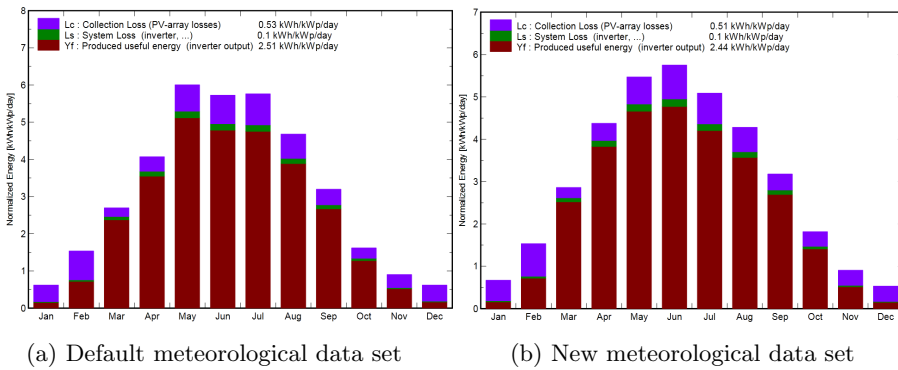 8
Lc : Collection Loss (PV-array losses) 0.53 kWh/kWp/day
Ls : System Loss (inverter, ...) 0.1 kWh/kWp/day
Yf : Produced useful energy (inverter output) 2.51 kWh/kWp/day
7
6
5
4
3
2
1
0
Normalized Energy [kWh/kWp/day]
Jan Feb Mar Apr May Jun Jul Aug Sep Oct Nov Dec
(a) Default meteorological data set
7
Lc : Collection Loss (PV-array losses) 0.51 kWh/kWp/day
Ls : System Loss (inverter, ...) 0.1 kWh/kWp/day
Yf : Produced useful energy (inverter output) 2.44 kWh/kWp/day
6
5
4
3
2
1
0
Normalized Energy [kWh/kWp/day]
Jan Feb Mar Apr May Jun Jul Aug Sep Oct Nov Dec
(b) New meteorological data set